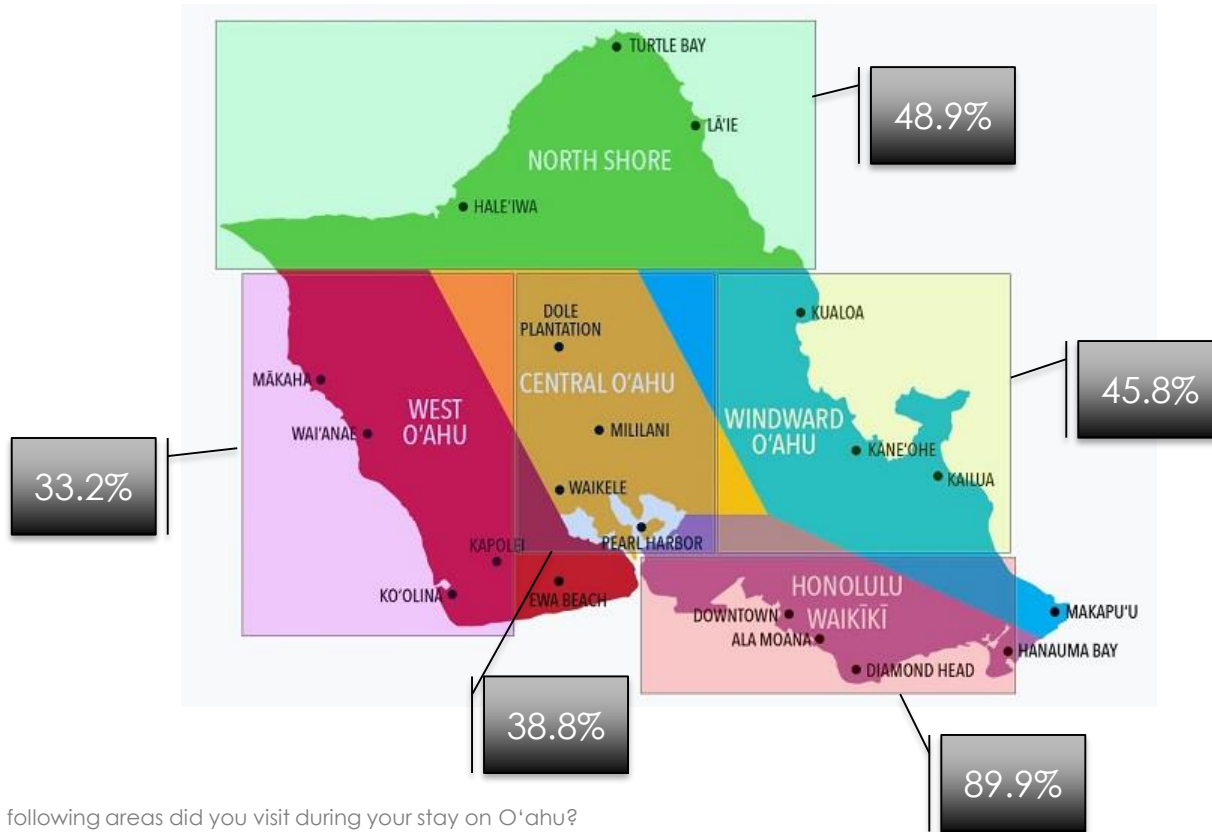 TURTLE BAY
48.9%
LĀ‘IE
NORTH SHORE
HALE‘IWA
DOLE
PLANTATION
KUALOA
MĀKAHA
CENTRAL O‘AHU
45.8%
WEST
O‘AHU
WINDWARD
O‘AHU
WAI‘ANAE
MILILANI
KĀNE‘OHE
KAILUA
33.2%
WAIKELE
PEARL HARBOR
KAPOLEI
KO‘OLINA
EWA BEACH
HONOLULU
WAIKĪKĪ
DOWNTOWN
MAKAPU‘U
ALA MOANA
HANAUMA BAY
DIAMOND HEAD
38.8%
89.9%
following areas did you visit during your stay on O‘ahu?